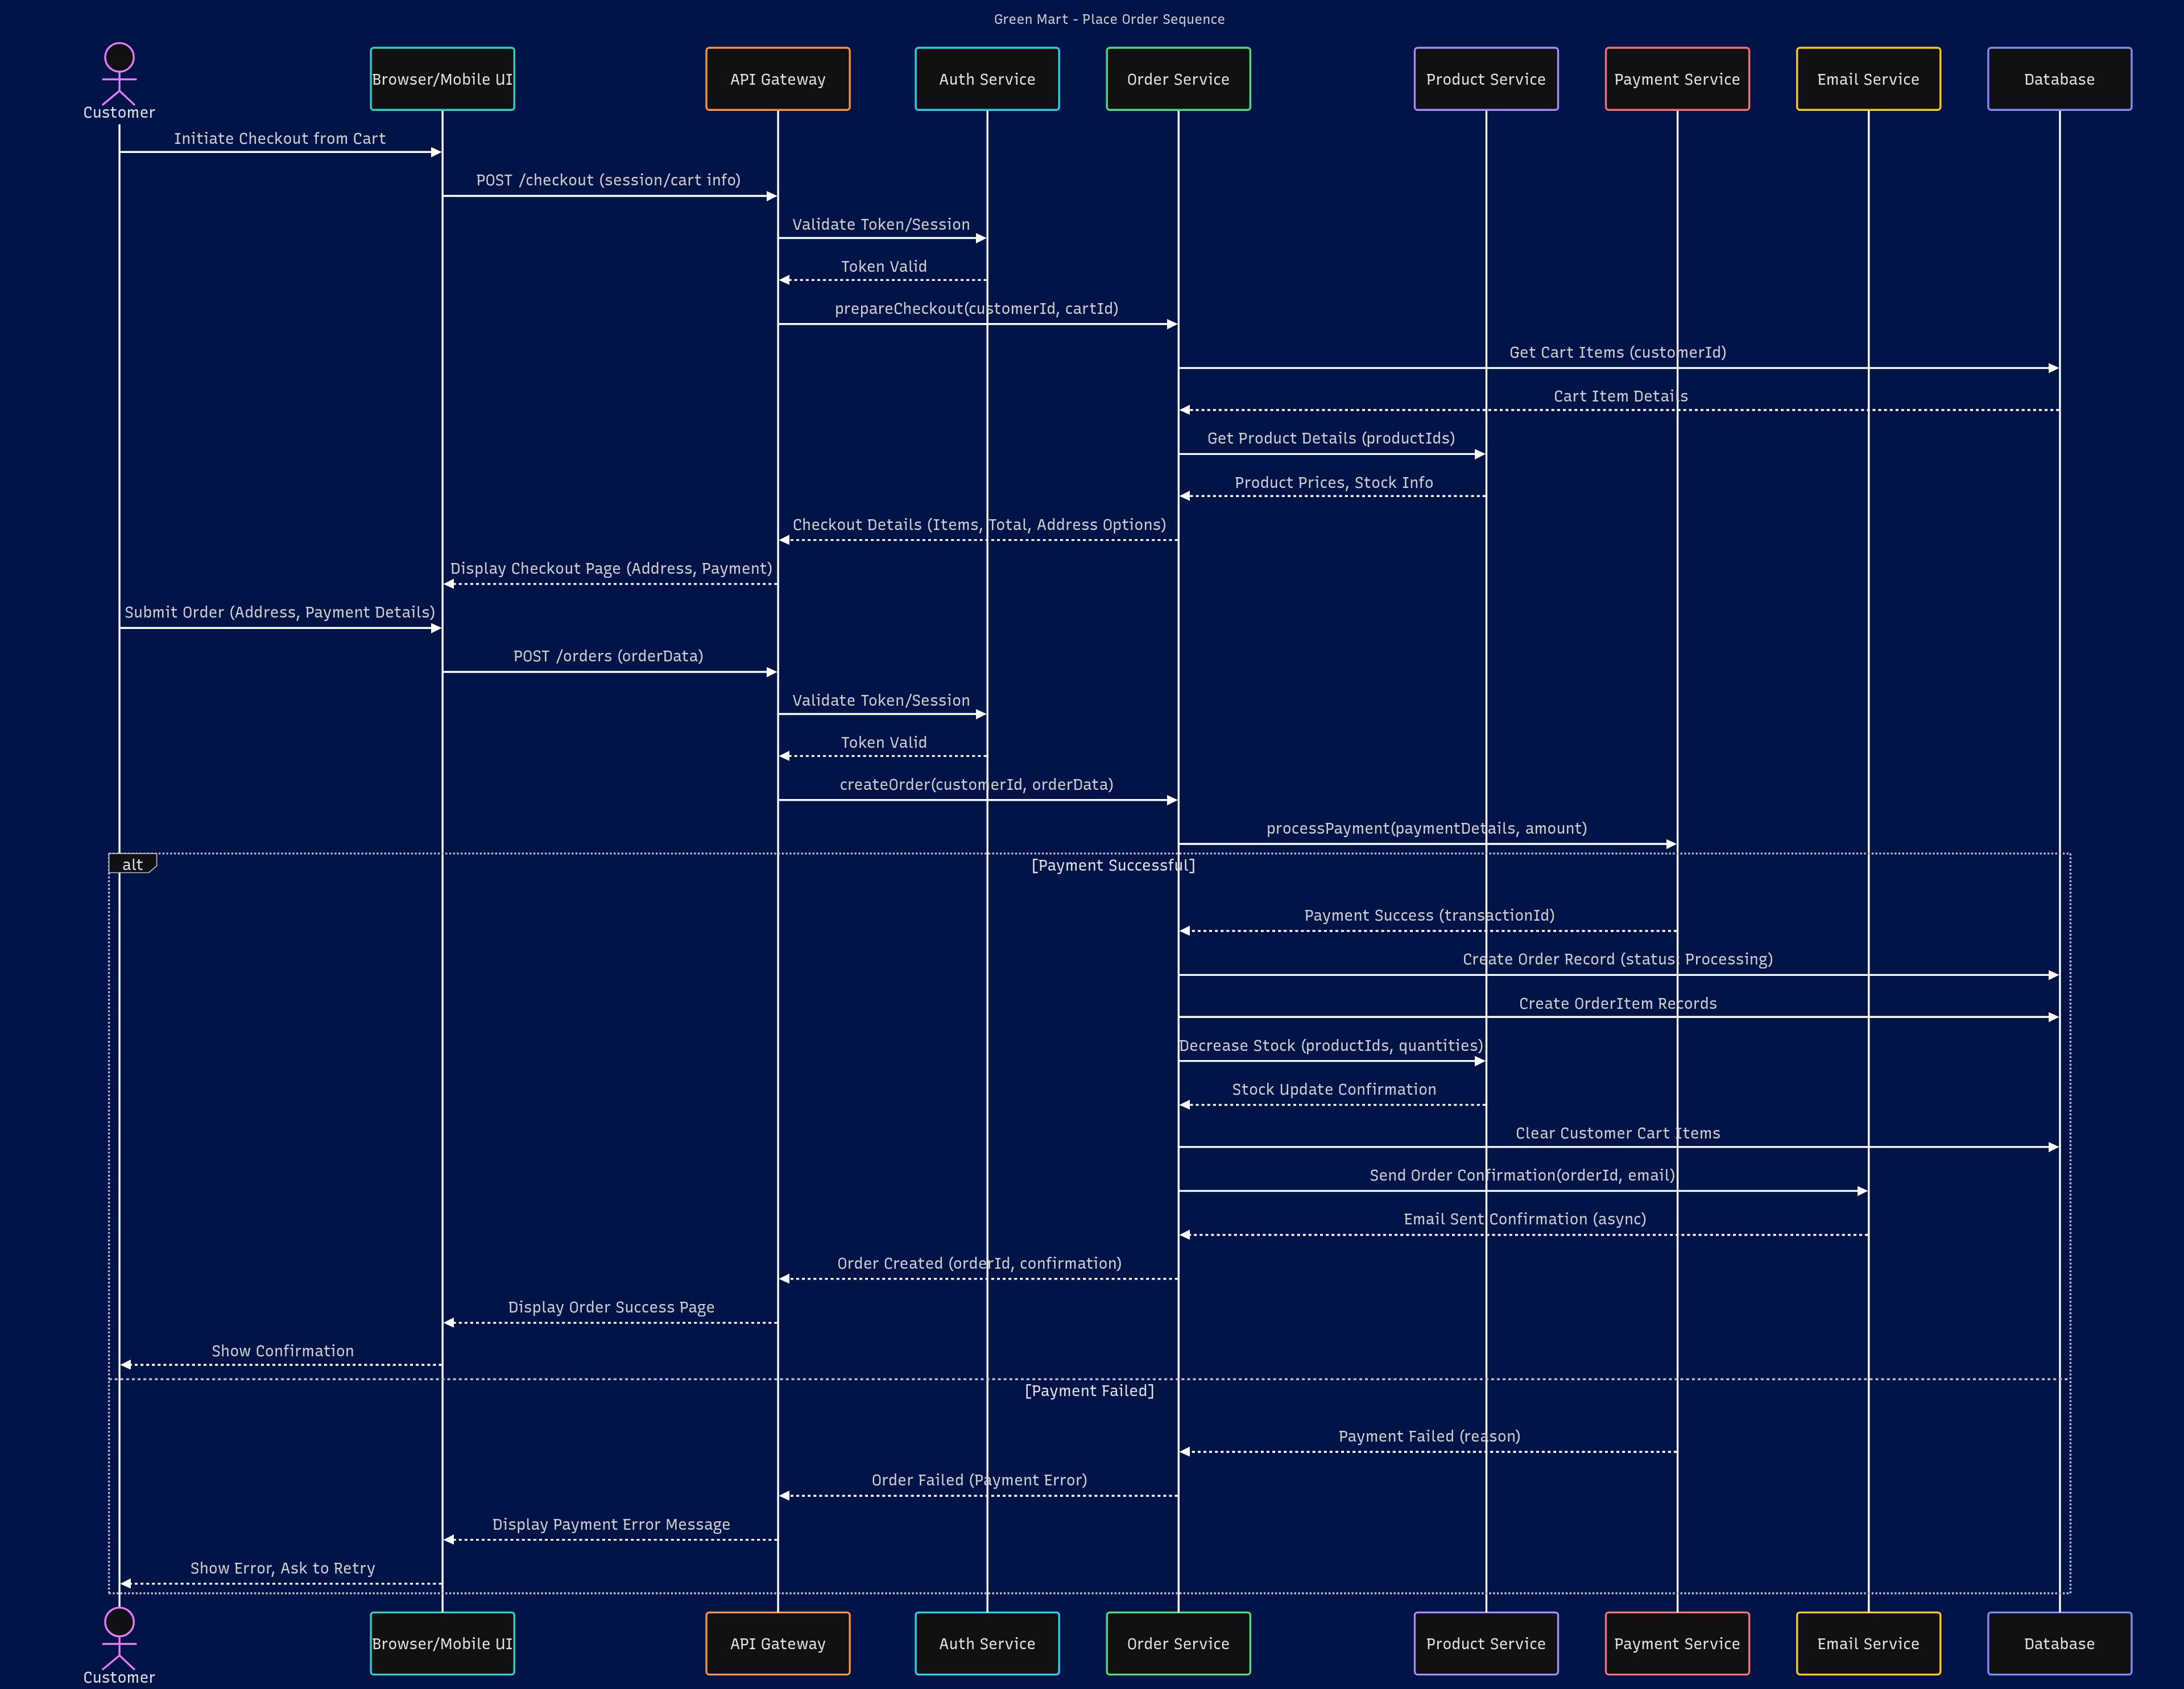 Green Mart - Place Order Sequence
Customer
Browser/Mobile UI
API Gateway
Auth Service
Order Service
Product Service
Payment Service
Email Service
Database
Initiate Checkout from Cart
POST /checkout (session/cart info)
Validate Token/Session
Token Valid
prepareCheckout(customerId, cartId)
Get Cart Items (customerId)
Cart Item Details
Get Product Details (productIds)
Product Prices, Stock Info
Checkout Details (Items, Total, Address Options)
Display Checkout Page (Address, Payment)
Submit Order (Address, Payment Details)
POST /orders (orderData)
Validate Token/Session
Token Valid
createOrder(customerId, orderData)
processPayment(paymentDetails, amount)
alt
[Payment Successful]
Payment Success (transactionId)
Create Order Record (status: Processing)
Create OrderItem Records
Decrease Stock (productIds, quantities)
Stock Update Confirmation
Clear Customer Cart Items
Send Order Confirmation(orderId, email)
Email Sent Confirmation (async)
Order Created (orderId, confirmation)
Display Order Success Page
Show Confirmation
[Payment Failed]
Payment Failed (reason)
Order Failed (Payment Error)
Display Payment Error Message
Show Error, Ask to Retry
Customer
Browser/Mobile UI
API Gateway
Auth Service
Order Service
Product Service
Payment Service
Email Service
Database